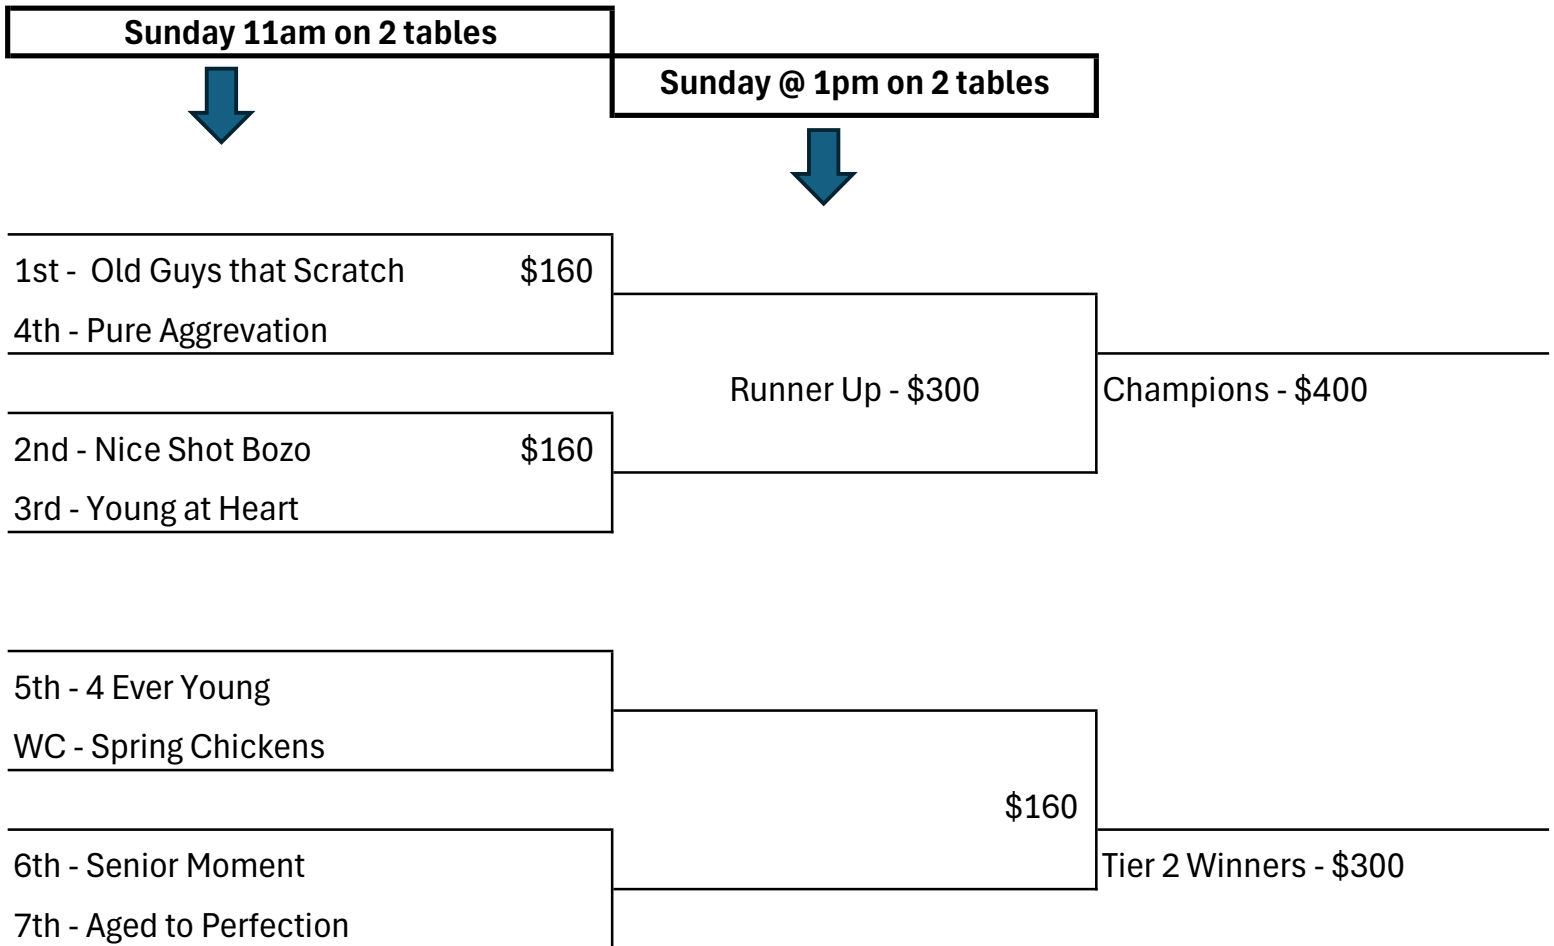 Sunday 11am on 2 tables
Sunday @ 1pm on 2 tables
1st -  Old Guys that Scratch $160
4th - Pure Aggrevation
Runner Up - $300
Champions - $400
2nd - Nice Shot Bozo $160
3rd - Young at Heart
5th - 4 Ever Young
WC - Spring Chickens
$160
6th - Senior Moment
Tier 2 Winners - $300
7th - Aged to Perfection